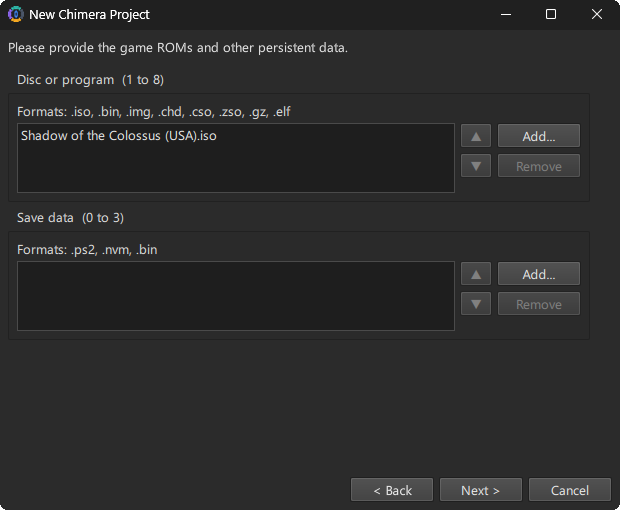 New Chimera Project
Please provide the game ROMs and other persistent data.
Disc or program (1 to 8)
Formats: .iso, .bin, .img, .chd, .cso, .zso, .gz, .elf
Shadow of the Colossus (USA).iso
▲ Add...
▼ Remove
Save data (0 to 3)
Formats: .ps2, .nvm, .bin
▲ Add...
▼ Remove
< Back Next > Cancel